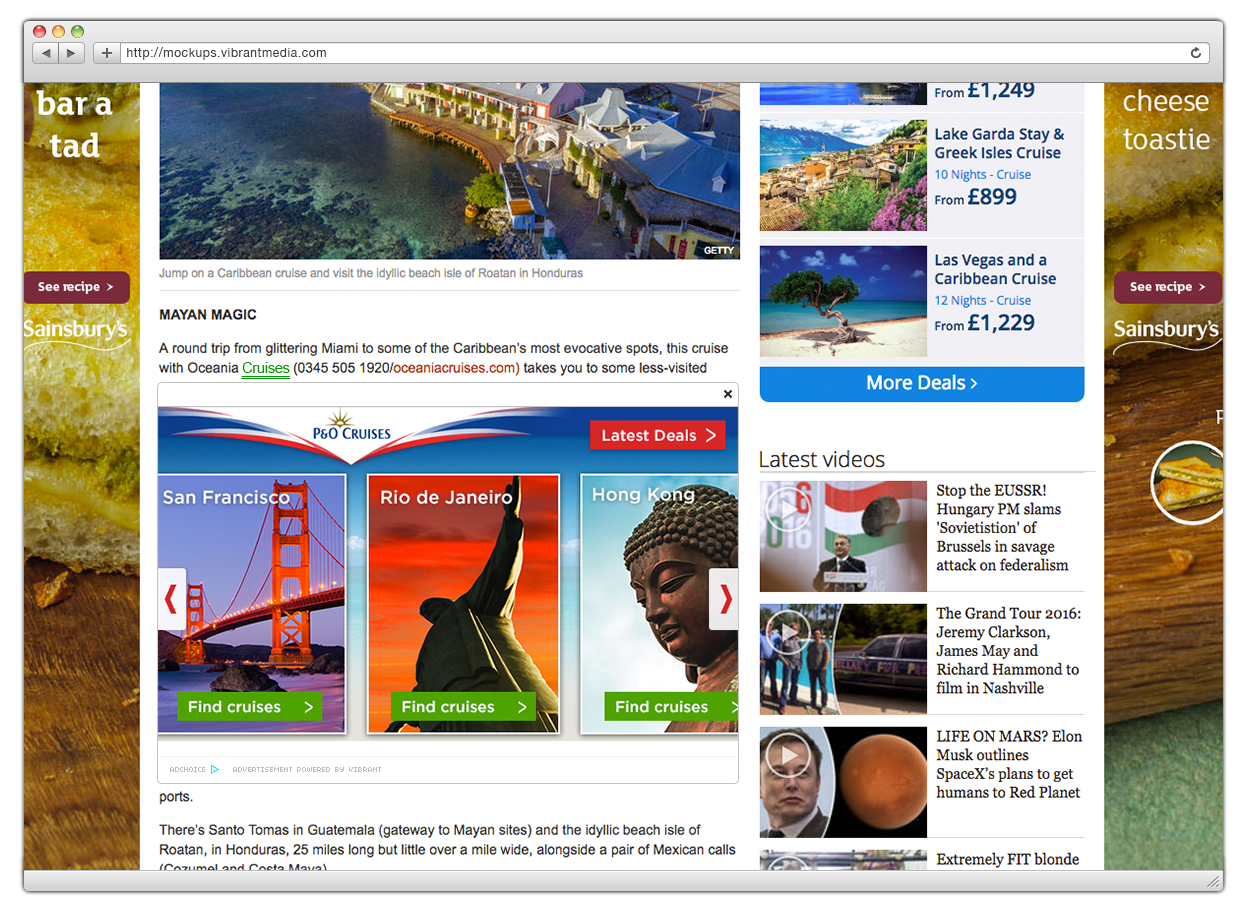 http://mockups.vibrantmedia.com
bar a
tad
See recipe >
Sainsbury's
GETTY
Jump on a Caribbean cruise and visit the idyllic beach isle of Roatan in Honduras
MAYAN MAGIC
A round trip from glittering Miami to some of the Caribbean's most evocative spots, this cruise
with Oceania Cruises (0345 505 1920/oceaniacruises.com) takes you to some less-visited
P&O CRUISES
Latest Deals >
San Francisco
Rio de Janeiro
Hong Kong
Find cruises >
Find cruises >
Find cruises >
ADCHOICE
ADVERTISEMENT POWERED BY VIBRANT
ports.
There's Santo Tomas in Guatemala (gateway to Mayan sites) and the idyllic beach isle of
Roatan, in Honduras, 25 miles long but little over a mile wide, alongside a pair of Mexican calls
(Cozumel and Costa Maya)
From £1,249
Lake Garda Stay &
Greek Isles Cruise
10 Nights - Cruise
From £899
Las Vegas and a
Caribbean Cruise
12 Nights - Cruise
From £1,229
More Deals >
Latest videos
Stop the EUSSR!
Hungary PM slams
'Sovietistion' of
Brussels in savage
attack on federalism
The Grand Tour 2016:
Jeremy Clarkson,
James May and
Richard Hammond to
film in Nashville
LIFE ON MARS? Elon
Musk outlines
SpaceX's plans to get
humans to Red Planet
Extremely FIT blonde
cheese
toastie
See recipe >
Sainsbury's